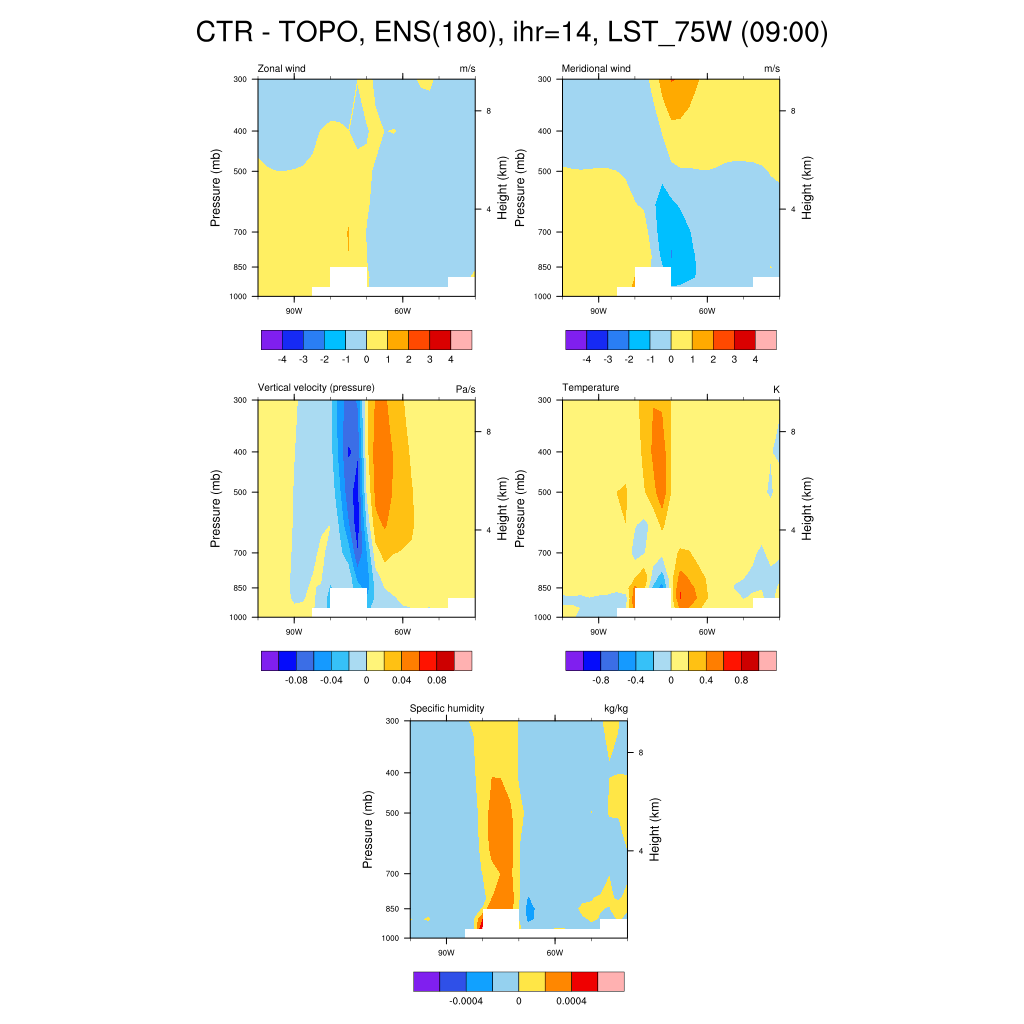 CTR - TOPO, ENS(180), ihr=14, LST_75W (09:00)
Zonal wind m/s
Pressure (mb)
300
400
500
700
850
1000
8
4
Height (km)
90W 60W
-4 -3 -2 -1 0 1 2 3 4
Meridional wind m/s
Pressure (mb)
300
400
500
700
850
1000
8
4
Height (km)
90W 60W
-4 -3 -2 -1 0 1 2 3 4
Vertical velocity (pressure) Pa/s
Pressure (mb)
300
400
500
700
850
1000
8
4
Height (km)
90W 60W
-0.08 -0.04 0 0.04 0.08
Temperature K
Pressure (mb)
300
400
500
700
850
1000
8
4
Height (km)
90W 60W
-0.8 -0.4 0 0.4 0.8
Specific humidity kg/kg
Pressure (mb)
300
400
500
700
850
1000
8
4
Height (km)
90W 60W
-0.0004 0 0.0004